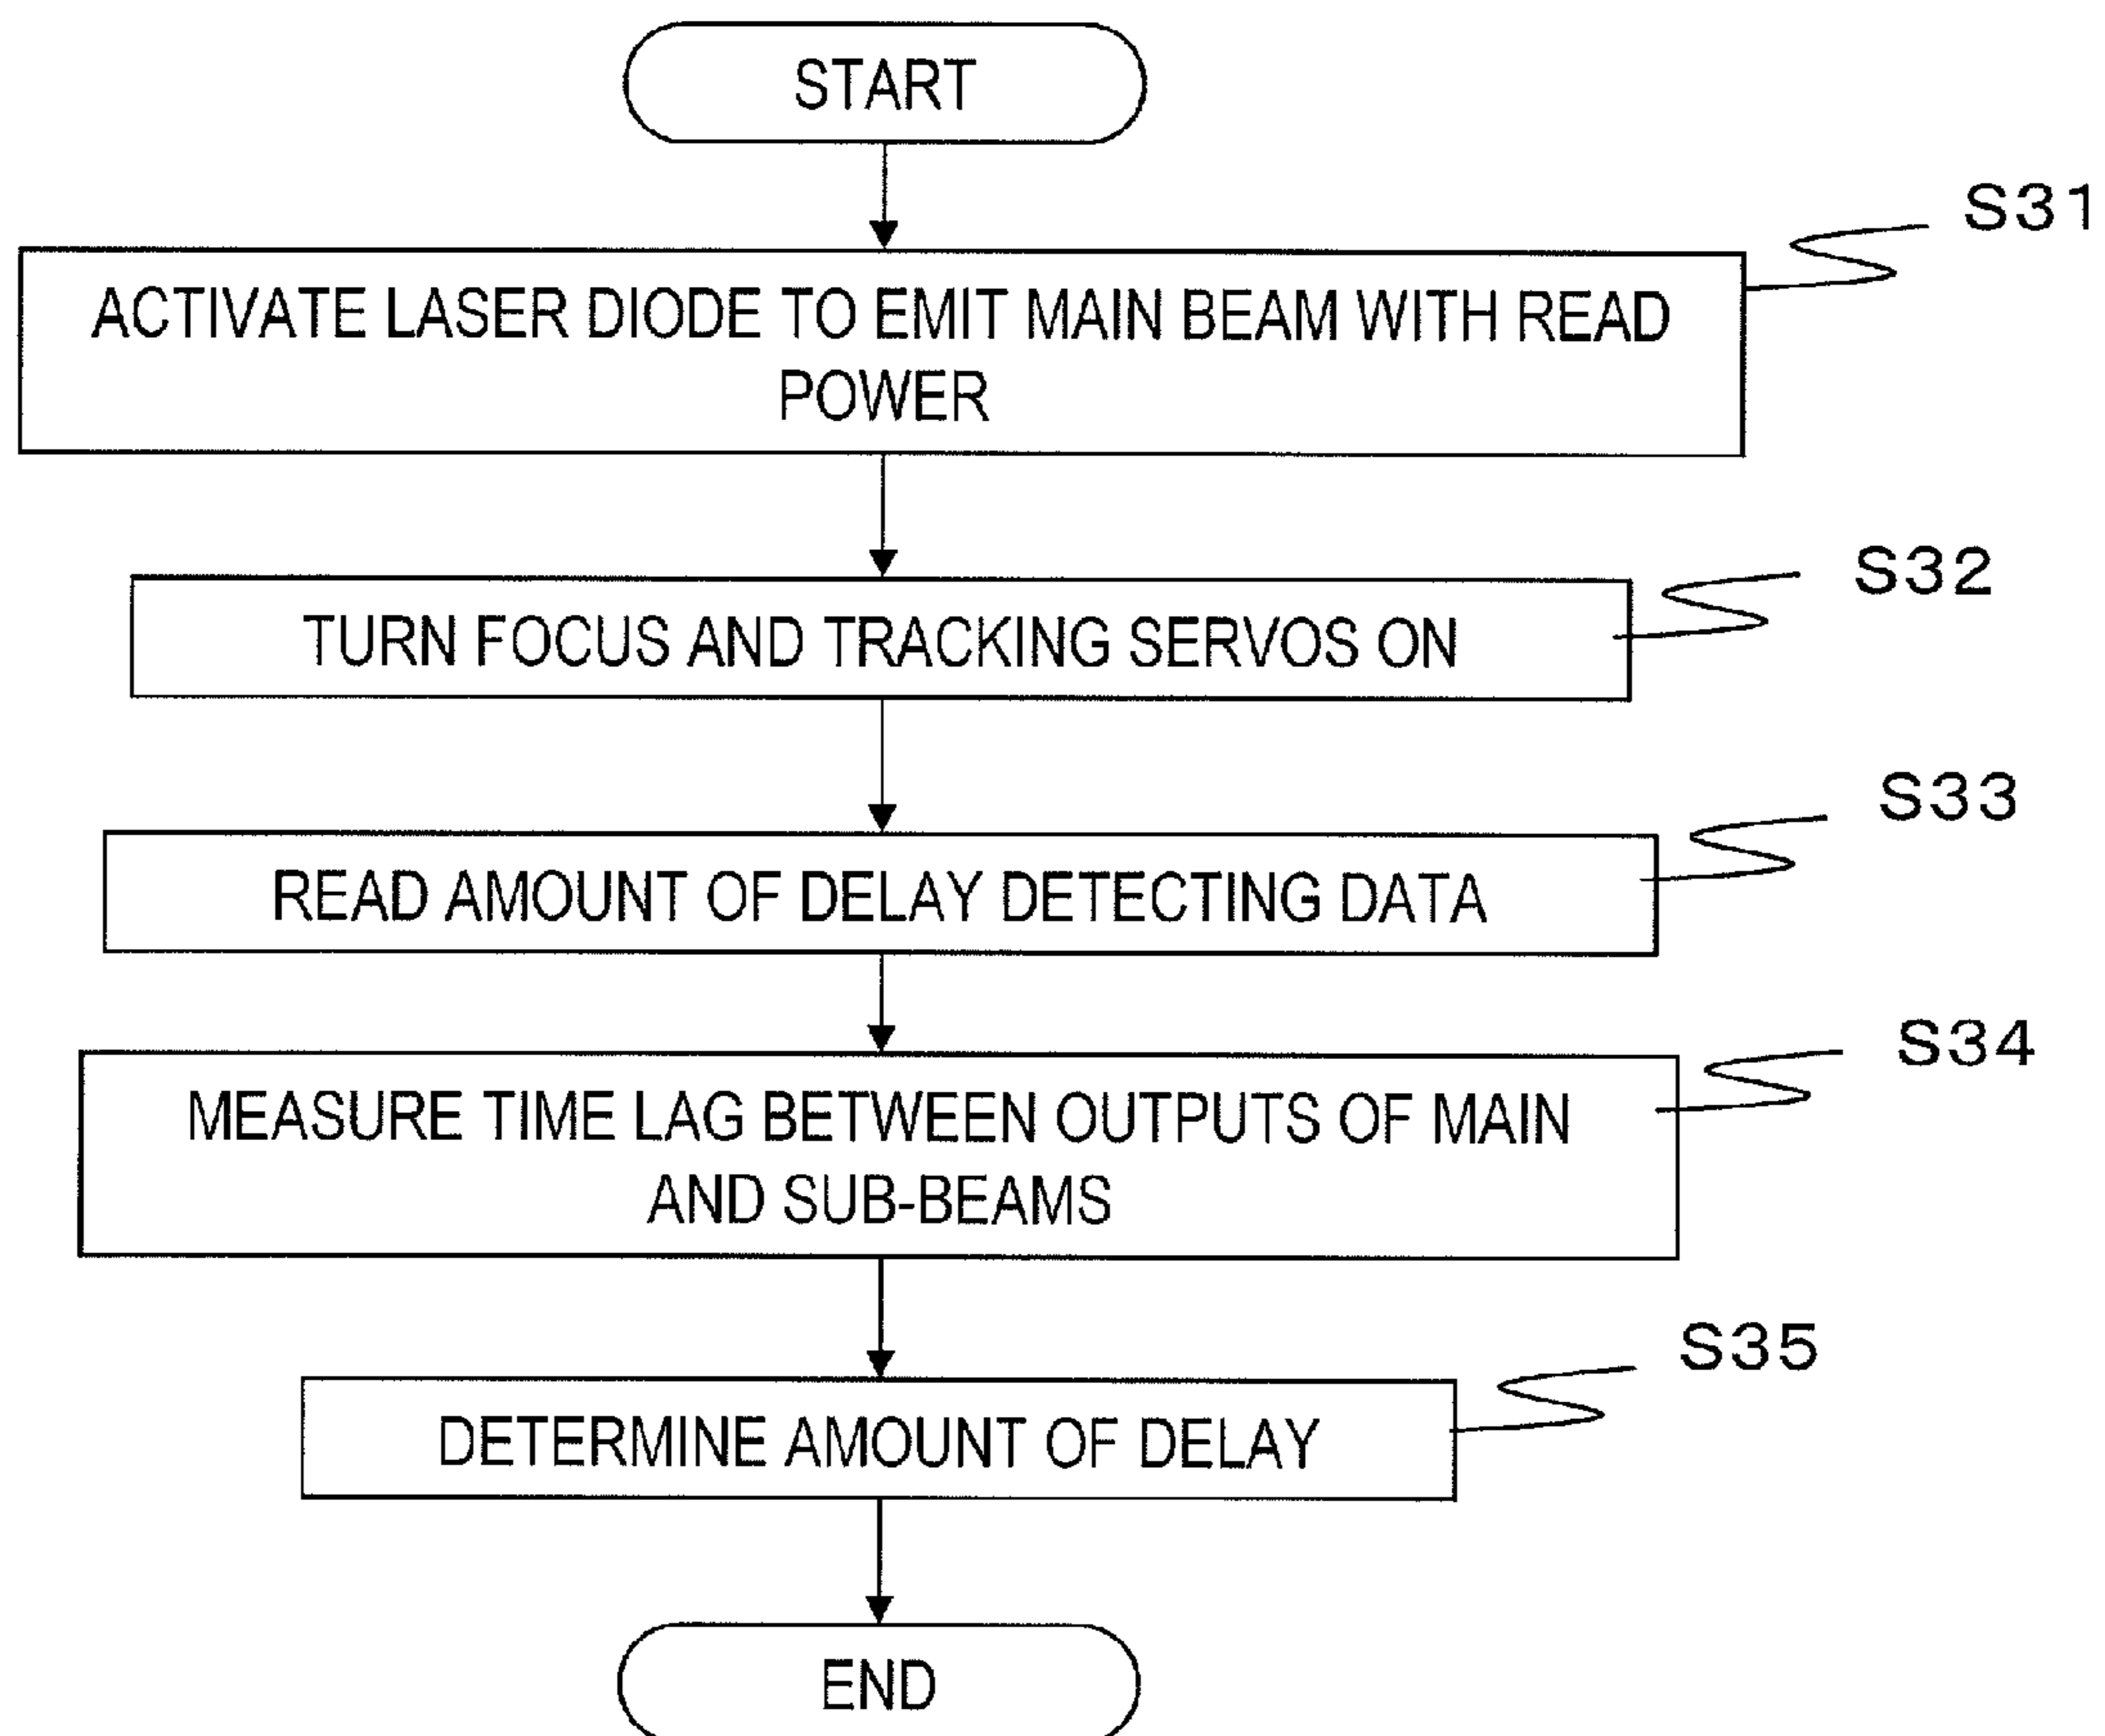 START
S31
ACTIVATE LASER DIODE TO EMIT MAIN BEAM WITH READ
POWER
S32
TURN FOCUS AND TRACKING SERVOS ON
S33
READ AMOUNT OF DELAY DETECTING DATA
S34
MEASURE TIME LAG BETWEEN OUTPUTS OF MAIN
AND SUB-BEAMS
S35
DETERMINE AMOUNT OF DELAY
END